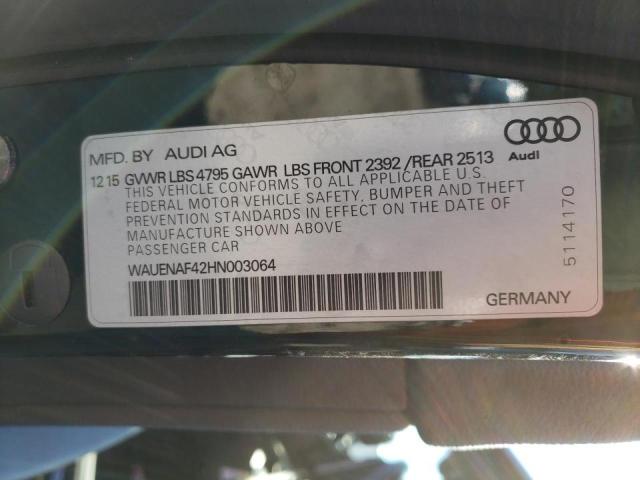 MFD. BY AUDI AG
12 15 GVWR LBS 4795 GAWR LBS FRONT 2392 /REAR 2513
THIS VEHICLE CONFORMS TO ALL APPLICABLE U.S.
FEDERAL MOTOR VEHICLE SAFETY, BUMPER AND THEFT
PREVENTION STANDARDS IN EFFECT ON THE DATE OF
MANUFACTURE SHOWN ABOVE
PASSENGER CAR
WAUENAF42HN003064
GERMANY
Audi
5114170